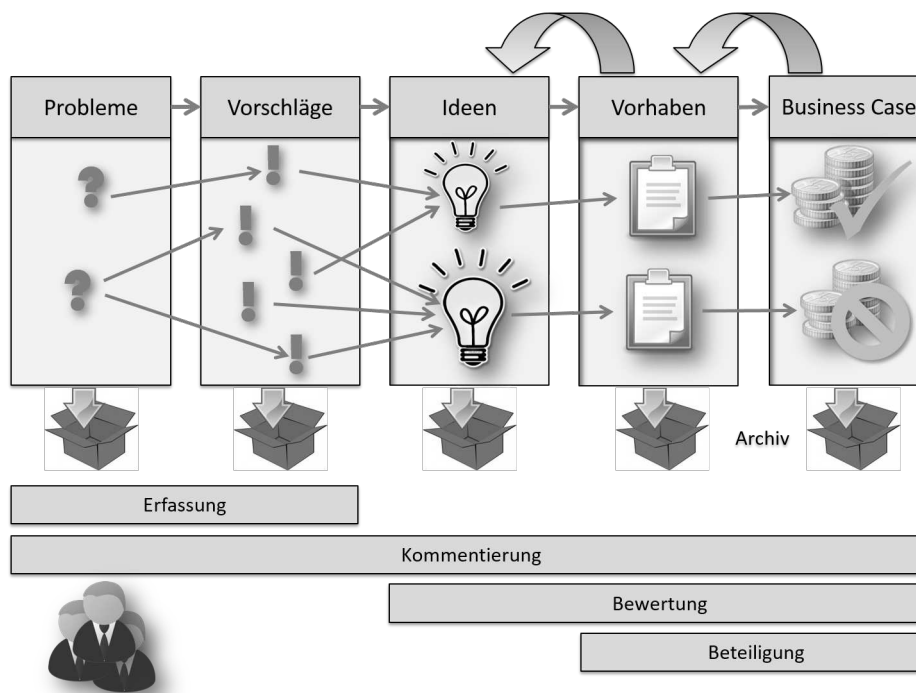 Probleme
Vorschläge
Ideen
Vorhaben
Business Case
Archiv
Erfassung
Kommentierung
Bewertung
Beteiligung